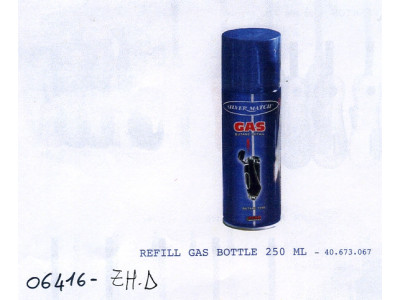 SILVER MATCH
GAS
REFILL GAS BOTTLE 250 ML - 40.673.067
06416- ZH.D